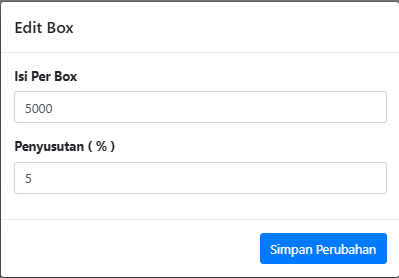 Edit Box
Isi Per Box
5000
Penyusutan ( % )
5
Simpan Perubahan